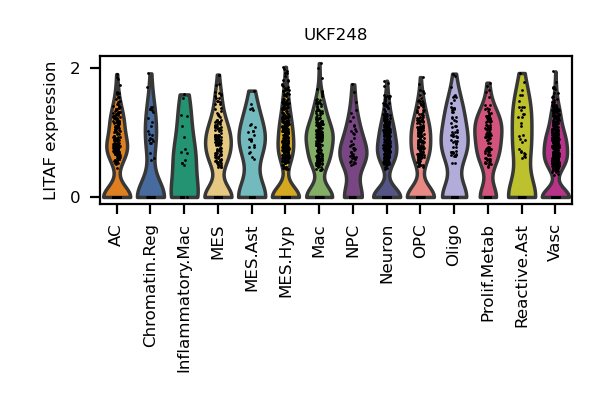 UKF248
LITAF expression
2
0
AC
Chromatin.Reg
Inflammatory.Mac
MES
MES.Ast
MES.Hyp
Mac
NPC
Neuron
OPC
Oligo
Prolif.Metab
Reactive.Ast
Vasc